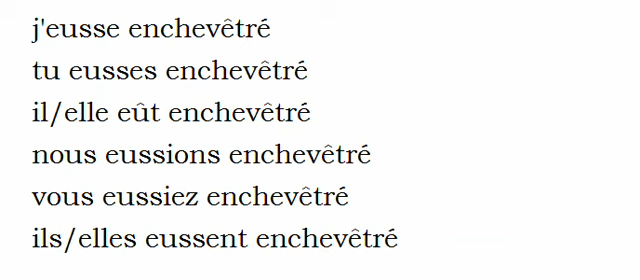 j'eusse enchevêtré
tu eusses enchevêtré
il/elle eût enchevêtré
nous eussions enchevêtré
vous eussiez enchevêtré
ils/elles eussent enchevêtré